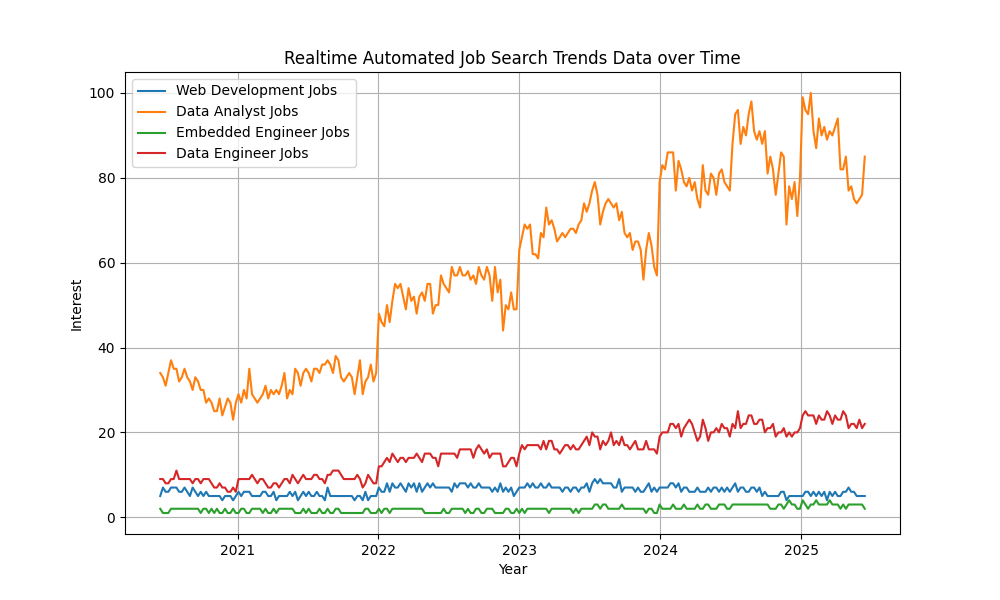 Realtime Automated Job Search Trends Data over Time
Web Development Jobs
Data Analyst Jobs
Embedded Engineer Jobs
Data Engineer Jobs
100
80
60
40
20
0
Interest
2021 2022 2023 2024 2025
Year